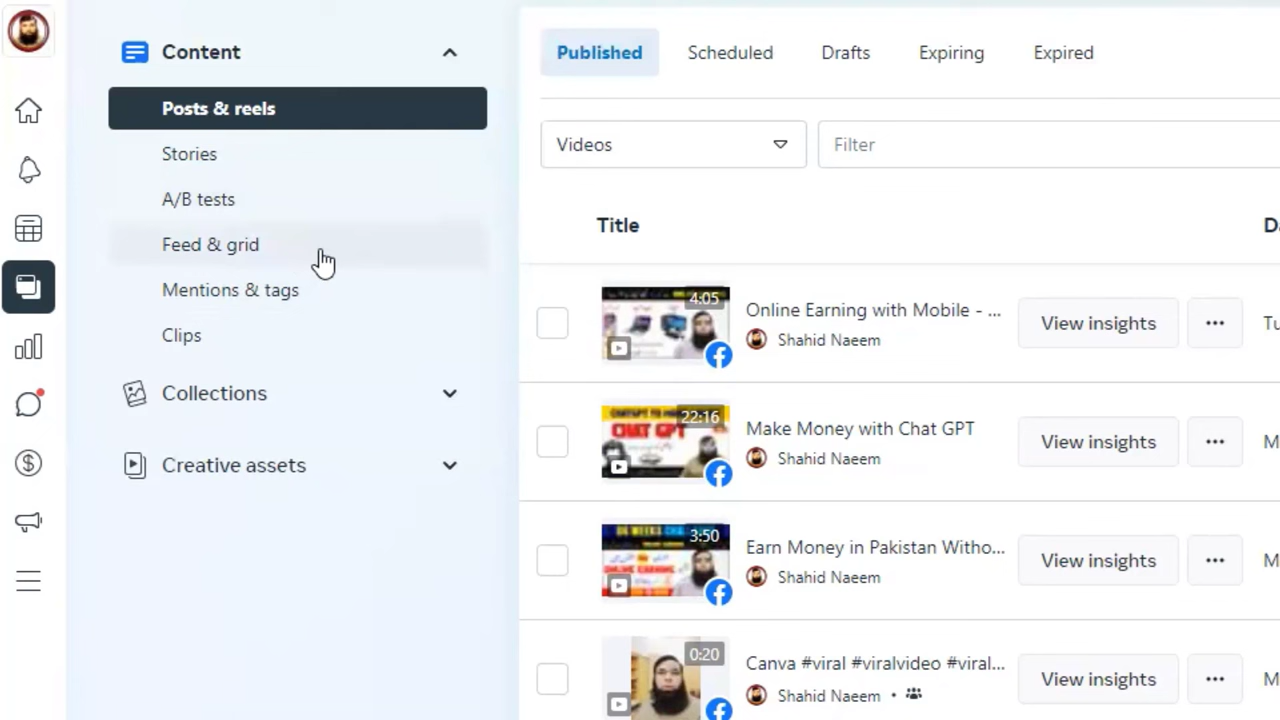 Content
Posts & reels
Stories
A/B tests
Feed & grid
Mentions & tags
Clips
Collections
Creative assets
Published Scheduled Drafts Expiring Expired
Videos Filter
Title
4:05
Online Earning with Mobile - ...
Shahid Naeem
View insights
22:16
CHAT GPT
Make Money with Chat GPT
Shahid Naeem
View insights
3:50
Earn Money in Pakistan Witho...
Shahid Naeem
View insights
0:20
Canva #viral #viralvideo #viral...
Shahid Naeem
View insights